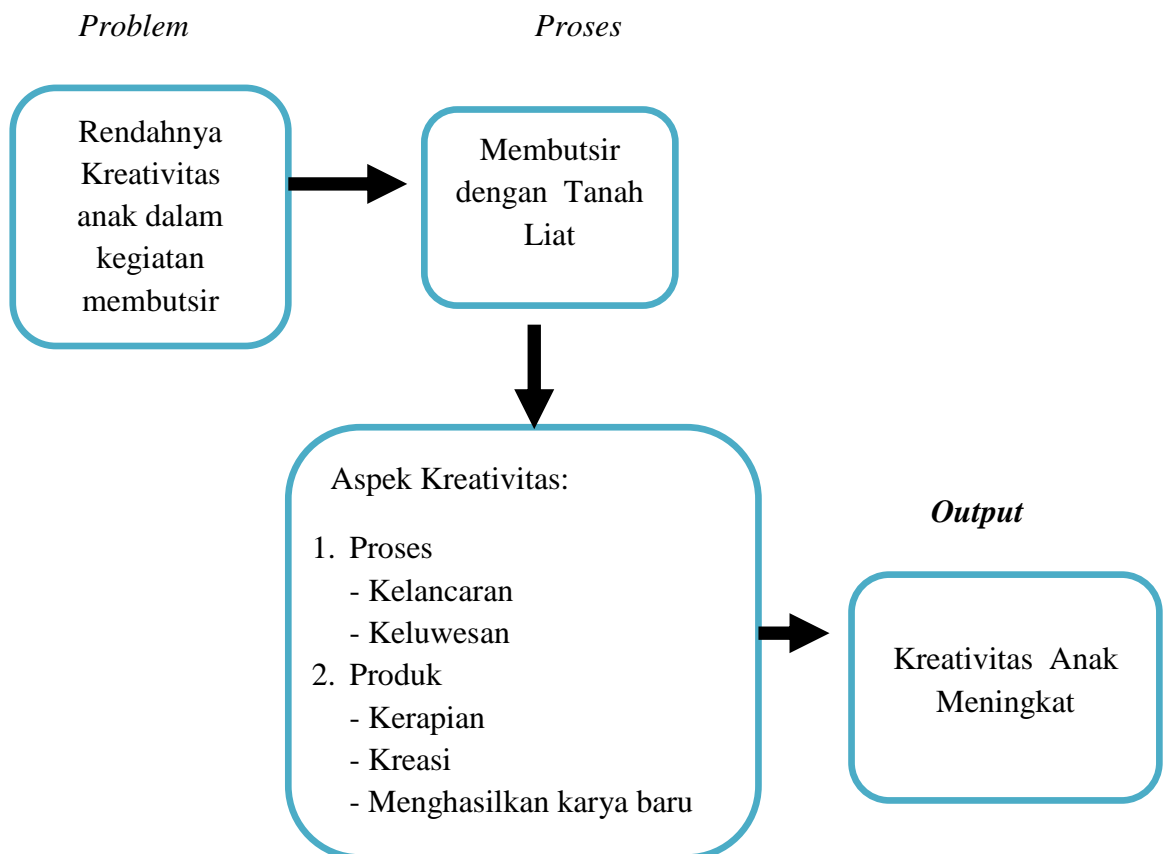 Problem
Proses
Rendahnya
Kreativitas
anak dalam
kegiatan
membutsir
Membutsir
dengan Tanah
Liat
Aspek Kreativitas:
1. Proses
- Kelancaran
- Keluwesan
2. Produk
- Kerapian
- Kreasi
- Menghasilkan karya baru
Output
Kreativitas Anak
Meningkat